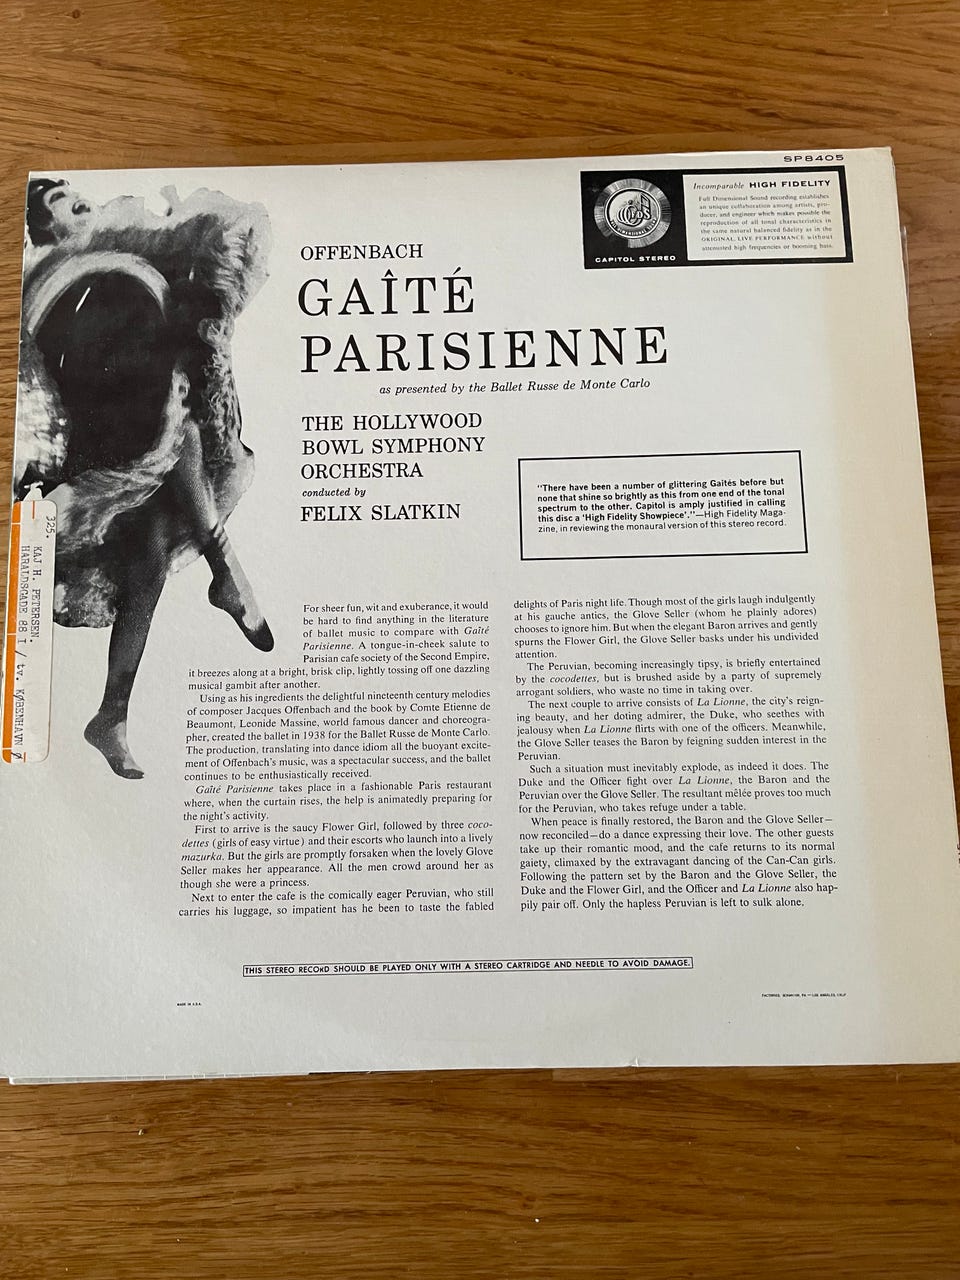 SP8405
Incomparable HIGH FIDELITY
Full Dimensional Sound recording establishes
an unique collaboration among artists, pro-
ducer, and engineer which makes possible the
reproduction of all tonal characteristics in
the same natural balanced fidelity as in the
ORIGINAL, LIVE PERFORMANCE without
attenuated high frequencies or booming bass.
CAPITOL STEREO
OFFENBACH
GAÎTÉ
PARISIENNE
as presented by the Ballet Russe de Monte Carlo
THE HOLLYWOOD
BOWL SYMPHONY
ORCHESTRA
conducted by
FELIX SLATKIN
"There have been a number of glittering Gaités before but
none that shine so brightly as this from one end of the tonal
spectrum to the other. Capitol is amply justified in calling
this disc a 'High Fidelity Showpiece'."—High Fidelity Maga-
zine, in reviewing the monaural version of this stereo record.
325.
KAJ H. PETERSEN.
HARALDSGADE 88 I / tv. KØBENHAVN Ø
For sheer fun, wit and exuberance, it would
be hard to find anything in the literature
of ballet music to compare with Gaîté
Parisienne. A tongue-in-cheek salute to
Parisian cafe society of the Second Empire,
it breezes along at a bright, brisk clip, lightly tossing off one dazzling
musical gambit after another.
Using as his ingredients the delightful nineteenth century melodies
of composer Jacques Offenbach and the book by Comte Etienne de
Beaumont, Leonide Massine, world famous dancer and choreogra-
pher, created the ballet in 1938 for the Ballet Russe de Monte Carlo.
The production, translating into dance idiom all the buoyant excite-
ment of Offenbach's music, was a spectacular success, and the ballet
continues to be enthusiastically received.
Gaîté Parisienne takes place in a fashionable Paris restaurant
where, when the curtain rises, the help is animatedly preparing for
the night's activity.
First to arrive is the saucy Flower Girl, followed by three coco-
dettes (girls of easy virtue) and their escorts who launch into a lively
mazurka. But the girls are promptly forsaken when the lovely Glove
Seller makes her appearance. All the men crowd around her as
though she were a princess.
Next to enter the cafe is the comically eager Peruvian, who still
carries his luggage, so impatient has he been to taste the fabled
delights of Paris night life. Though most of the girls laugh indulgently
at his gauche antics, the Glove Seller (whom he plainly adores)
chooses to ignore him. But when the elegant Baron arrives and gently
spurns the Flower Girl, the Glove Seller basks under his undivided
attention.
The Peruvian, becoming increasingly tipsy, is briefly entertained
by the cocodettes, but is brushed aside by a party of supremely
arrogant soldiers, who waste no time in taking over.
The next couple to arrive consists of La Lionne, the city's reign-
ing beauty, and her doting admirer, the Duke, who seethes with
jealousy when La Lionne flirts with one of the officers. Meanwhile,
the Glove Seller teases the Baron by feigning sudden interest in the
Peruvian.
Such a situation must inevitably explode, as indeed it does. The
Duke and the Officer fight over La Lionne, the Baron and the
Peruvian over the Glove Seller. The resultant mêlée proves too much
for the Peruvian, who takes refuge under a table.
When peace is finally restored, the Baron and the Glove Seller—
now reconciled—do a dance expressing their love. The other guests
take up their romantic mood, and the cafe returns to its normal
gaiety, climaxed by the extravagant dancing of the Can-Can girls.
Following the pattern set by the Baron and the Glove Seller, the
Duke and the Flower Girl, and the Officer and La Lionne also hap-
pily pair off. Only the hapless Peruvian is left to sulk alone.
THIS STEREO RECORD SHOULD BE PLAYED ONLY WITH A STEREO CARTRIDGE AND NEEDLE TO AVOID DAMAGE.
MADE IN U.S.A.
FACTORIES: SCRANTON, PA.—LOS ANGELES, CALIF.